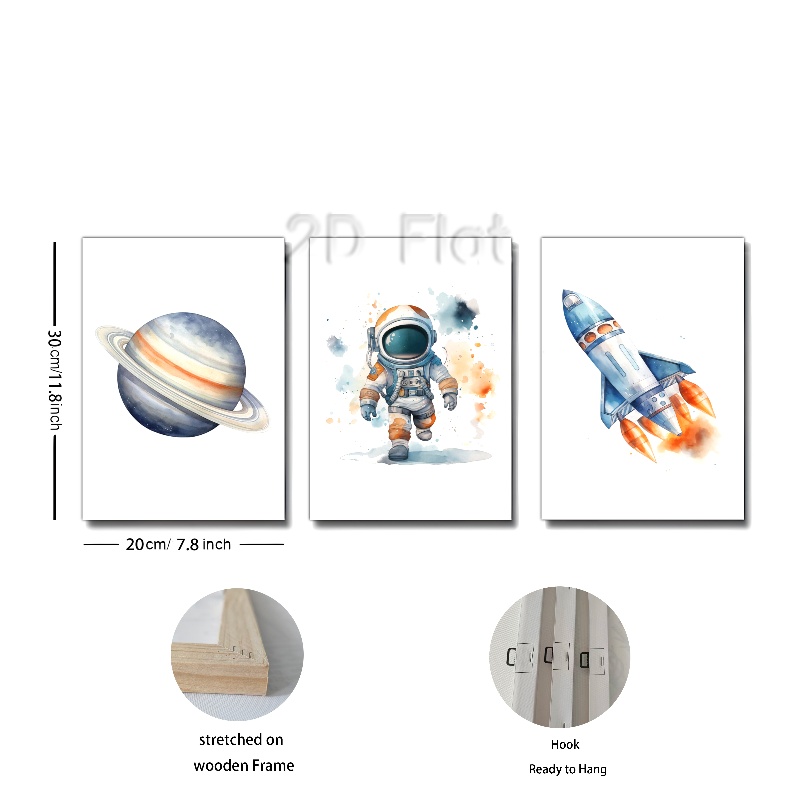 2D Flat
30cm/11.8inch
20cm/ 7.8 inch
stretched on
wooden Frame
Hook
Ready to Hang